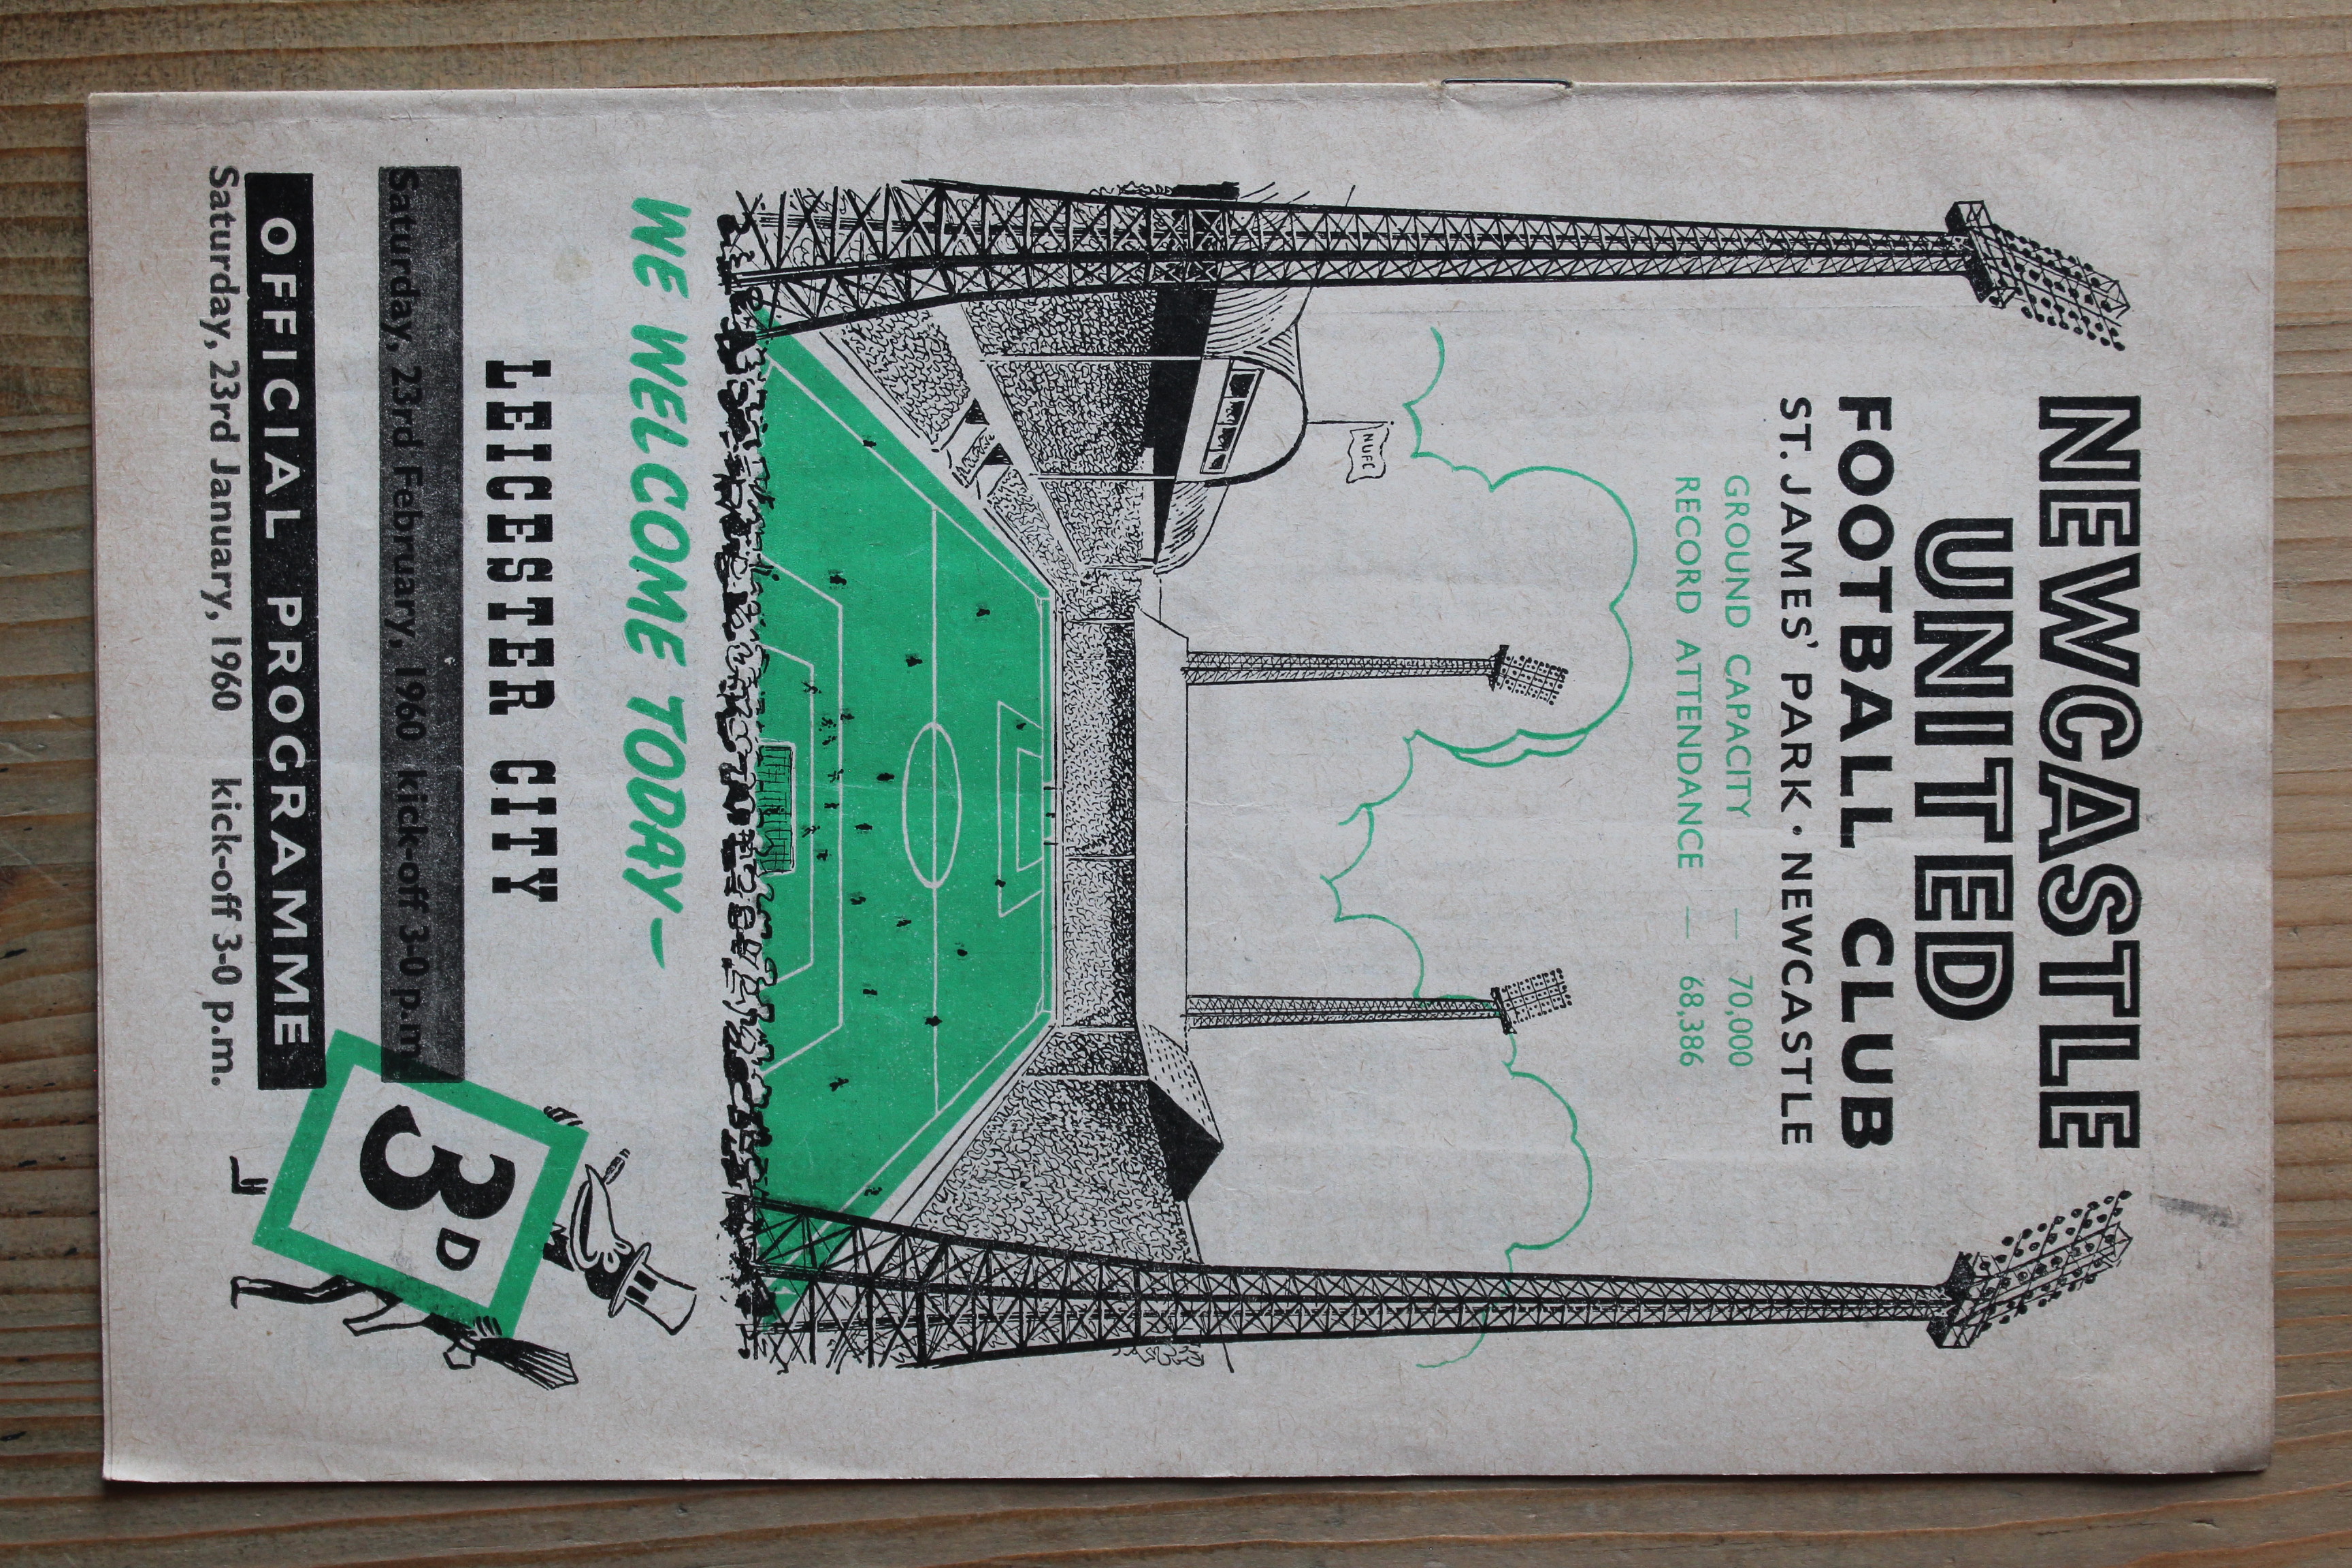 NEWCASTLE
UNITED
FOOTBALL CLUB
ST. JAMES' PARK · NEWCASTLE
GROUND CAPACITY — 70,000
RECORD ATTENDANCE — 68,386
NUFC
WE WELCOME TODAY—
LEICESTER CITY
Saturday, 23rd February, 1960 kick-off 3-0 p.m
3D
OFFICIAL PROGRAMME
Saturday, 23rd January, 1960 kick-off 3-0 p.m.